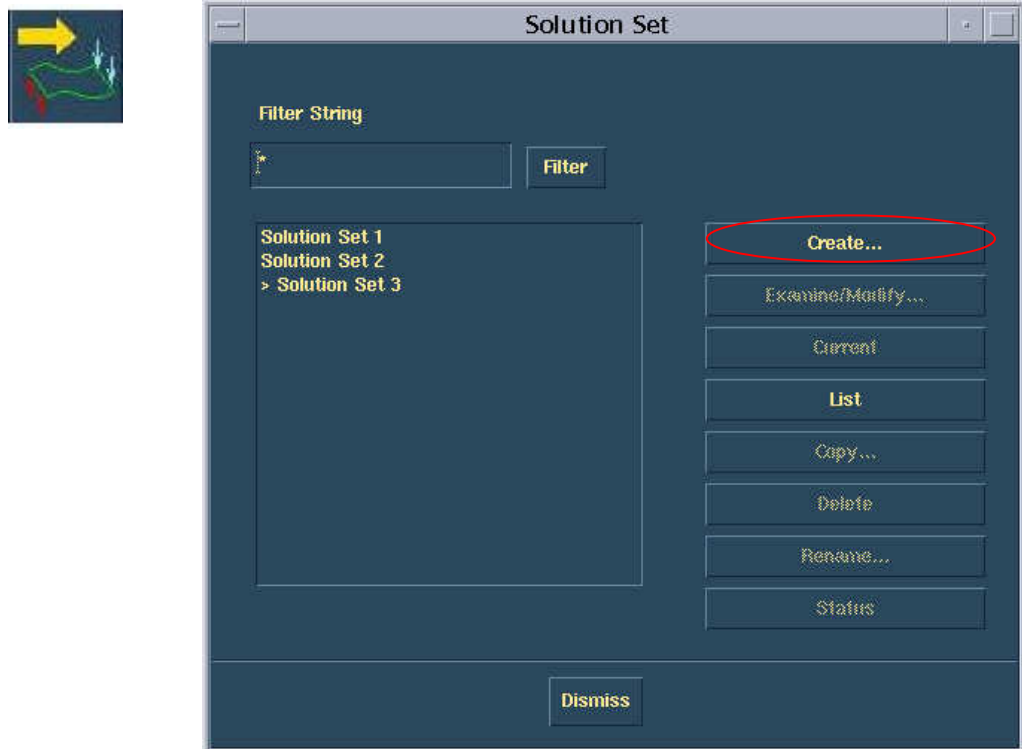 Solution Set
Filter String
*
Filter
Solution Set 1
Solution Set 2
> Solution Set 3
Create...
Examine/Modify...
Current
List
Copy...
Delete
Rename...
Status
Dismiss